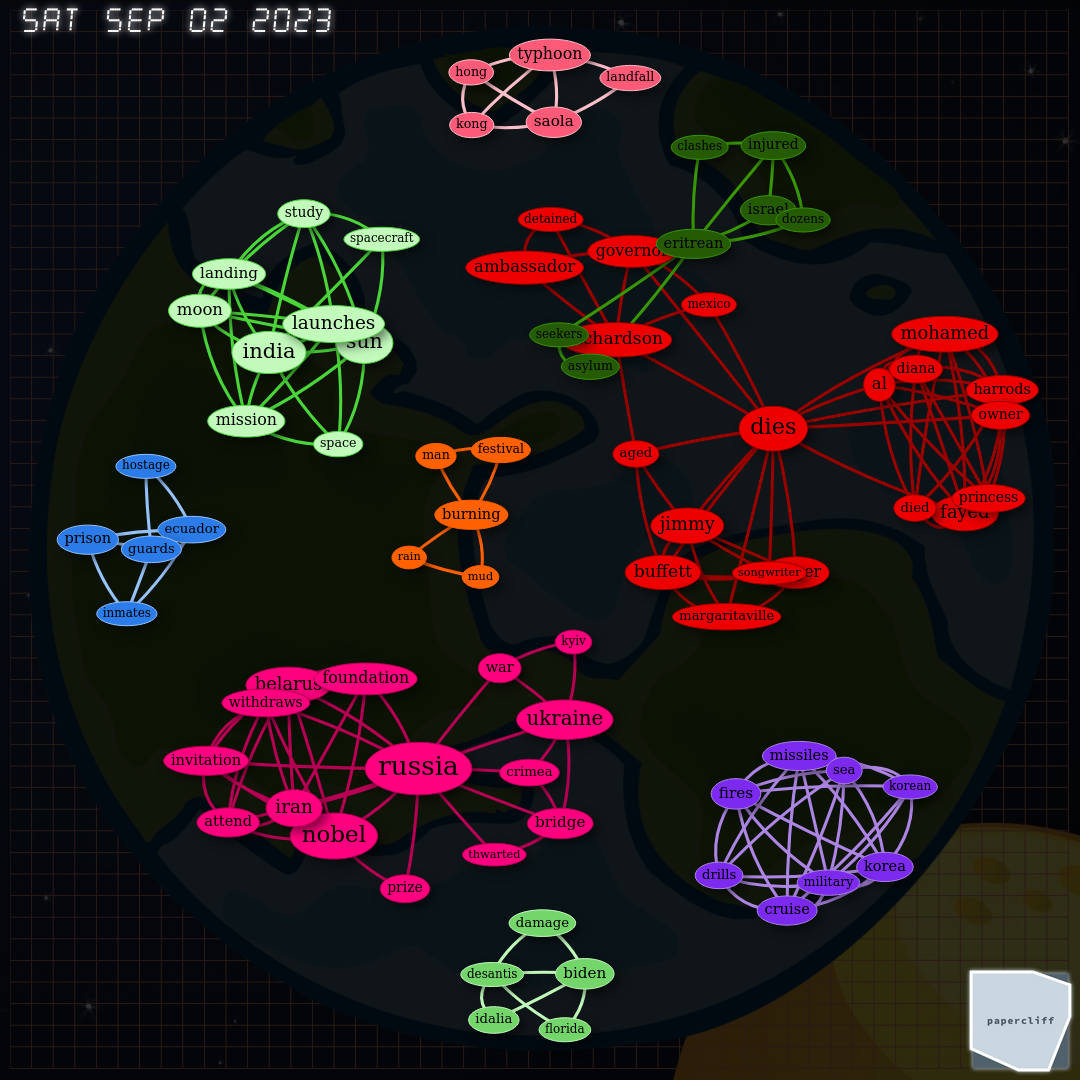 SAT SEP 02 2023
typhoon
hong
landfall
kong
saola
clashes
injured
israel
dozens
eritrean
seekers
asylum
detained
governor
ambassador
mexico
chardson
study
spacecraft
landing
moon
launches
sun
india
mission
space
mohamed
diana
al
harrods
owner
princess
died
fayed
dies
aged
jimmy
buffett
songwriter
er
margaritaville
man
festival
burning
rain
mud
hostage
ecuador
prison
guards
inmates
kyiv
war
ukraine
belarus
foundation
withdraws
invitation
russia
crimea
iran
attend
nobel
bridge
thwarted
prize
missiles
sea
korean
fires
drills
military
korea
cruise
damage
desantis
biden
idalia
florida
papercliff